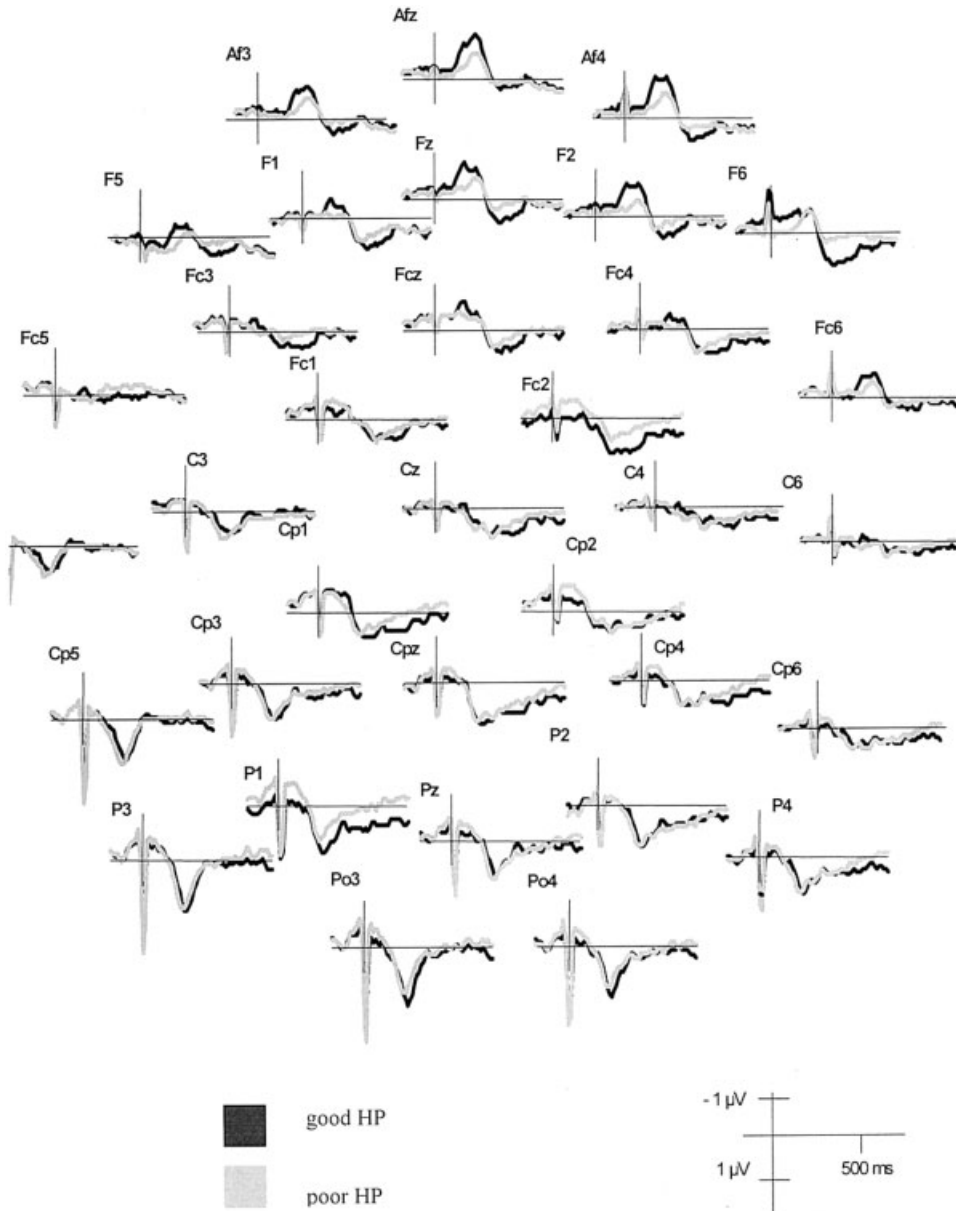 Afz
Af3
Af4
Fz
F1
F2
F5
F6
Fc3
Fcz
Fc4
Fc5
Fc1
Fc2
Fc6
C3
Cz
C4
C6
Cp1
Cp2
Cp3
Cpz
Cp4
Cp5
Cp6
P2
P1
Pz
P3
P4
Po3
Po4
- 1 µV
good HP
1 µV
500 ms
poor HP